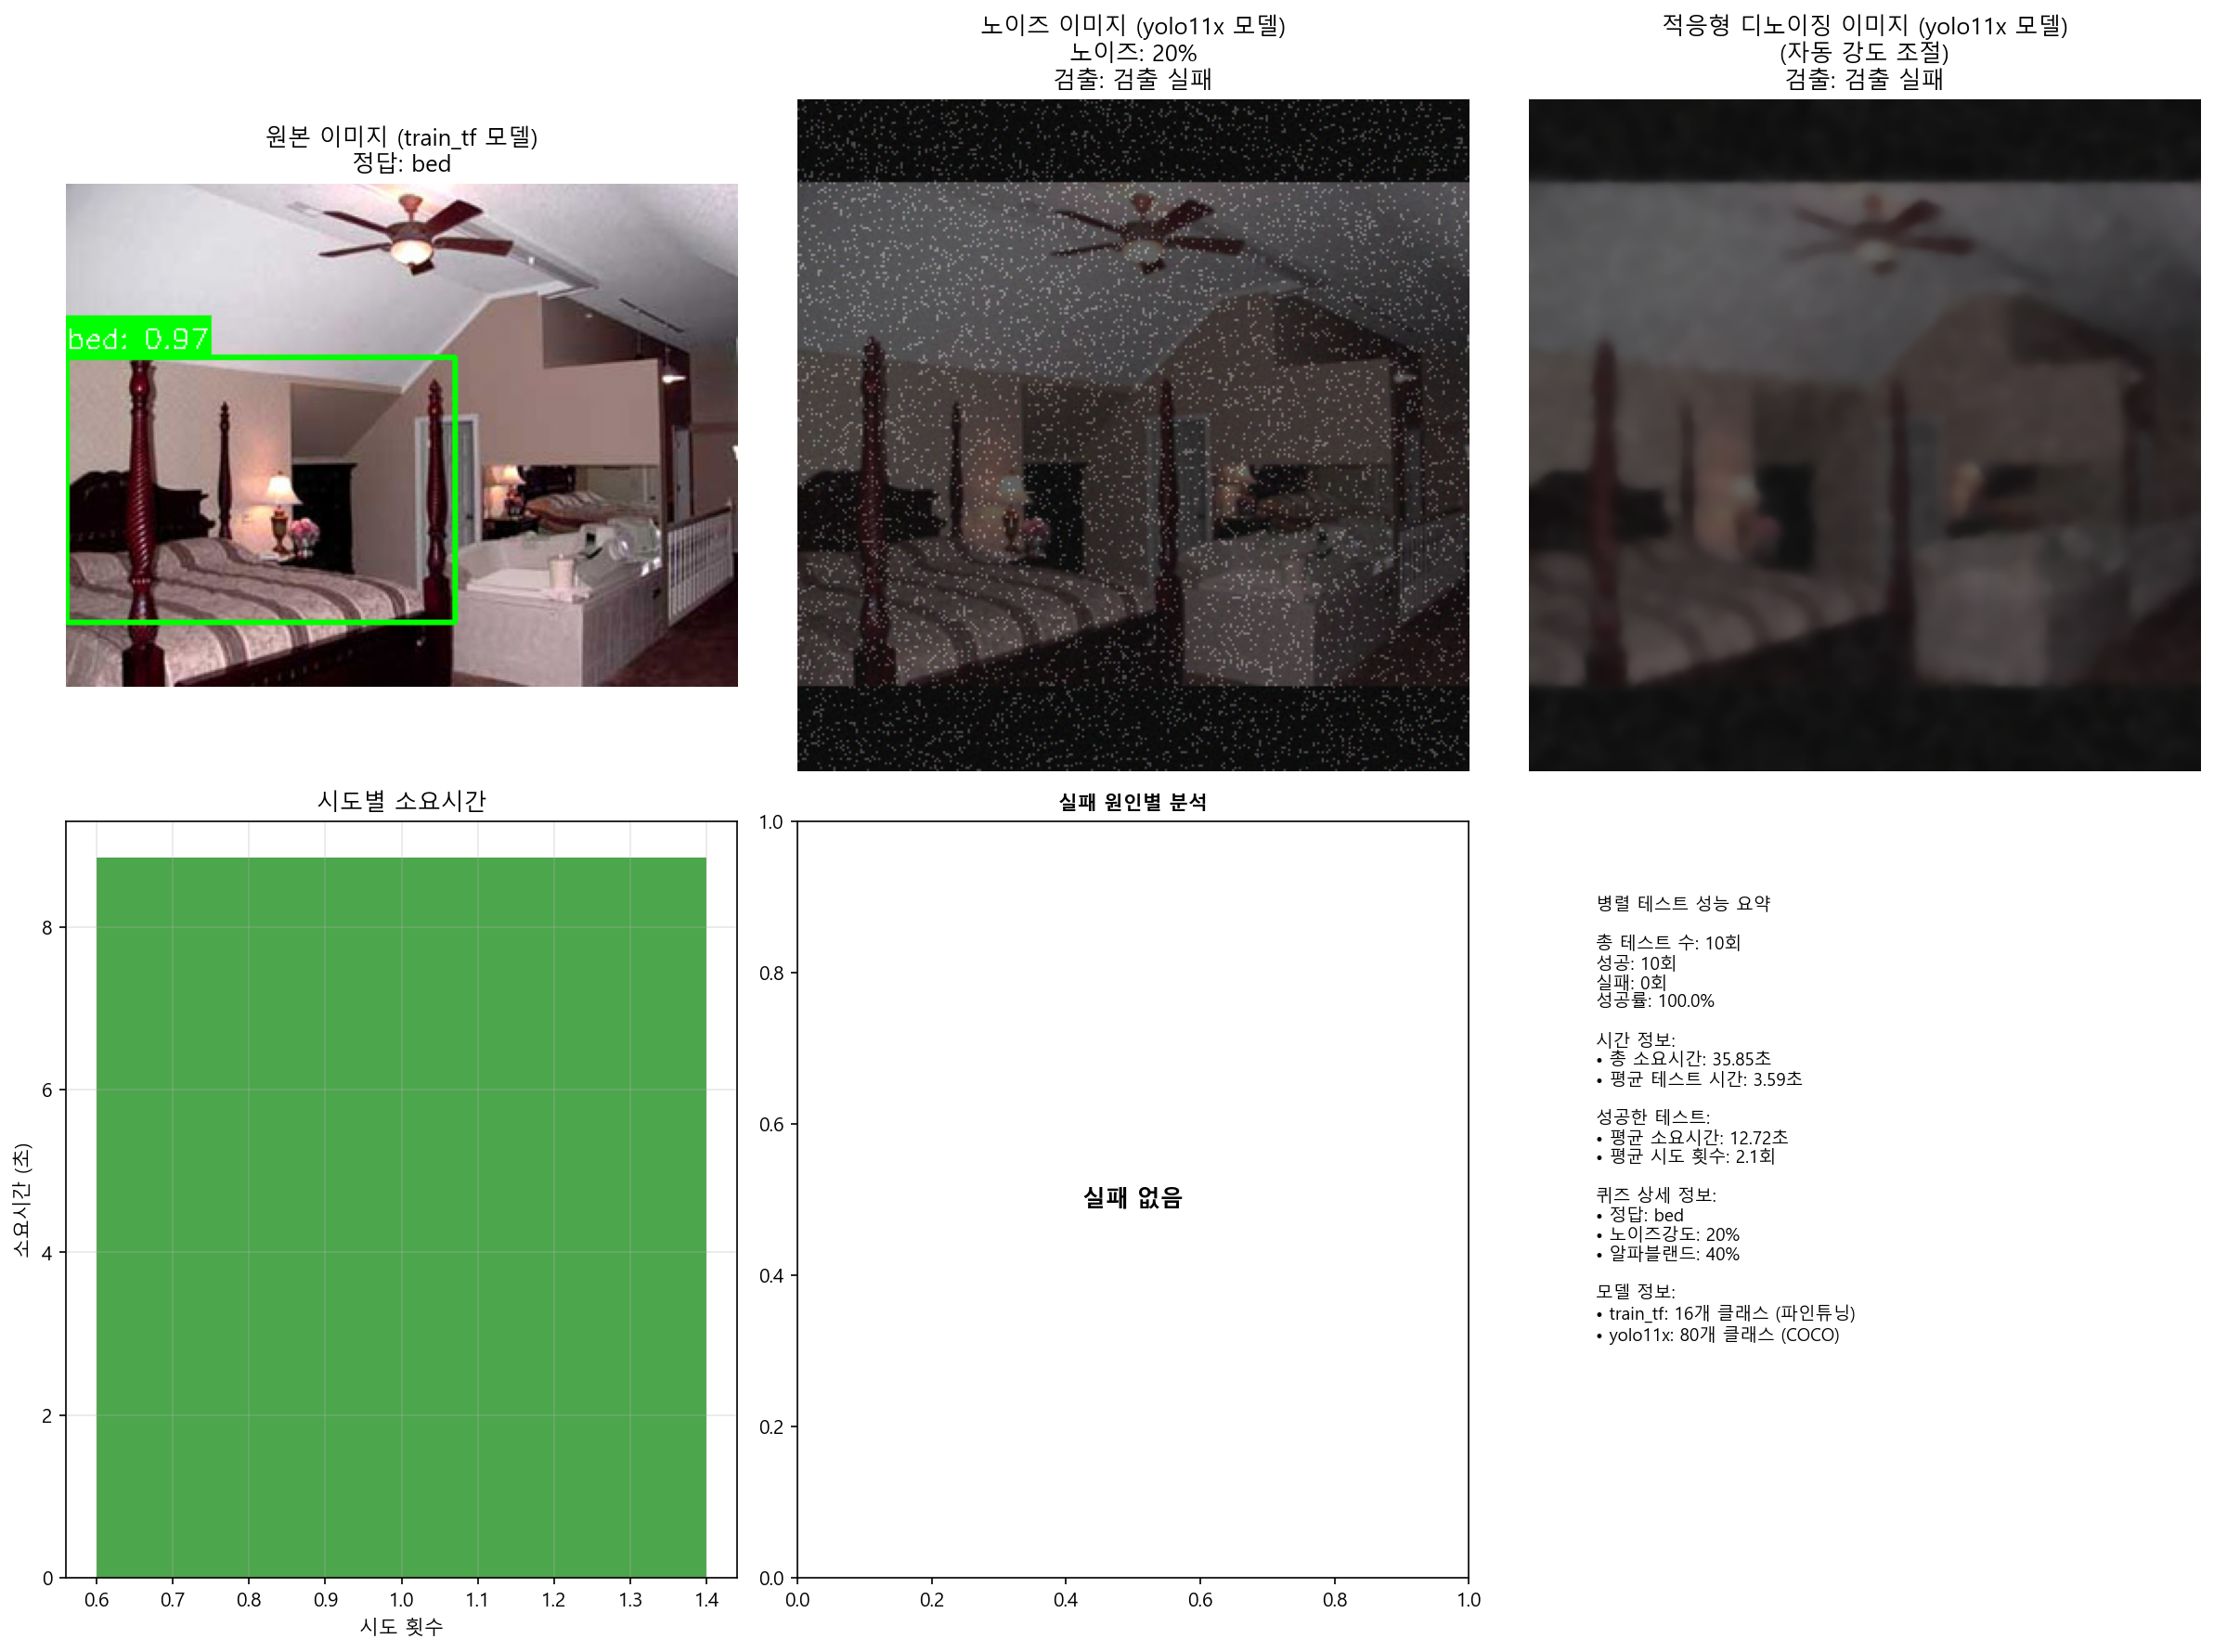 원본 이미지 (train_tf 모델)
정답: bed
bed: 0.97
노이즈 이미지 (yolo11x 모델)
노이즈: 20%
검출: 검출 실패
적응형 디노이징 이미지 (yolo11x 모델)
(자동 강도 조절)
검출: 검출 실패
시도별 소요시간
소요시간 (초)
8
6
4
2
0
0.6 0.7 0.8 0.9 1.0 1.1 1.2 1.3 1.4
시도 횟수
실패 원인별 분석
1.0
0.8
0.6
0.4
0.2
0.0
실패 없음
0.0 0.2 0.4 0.6 0.8 1.0
병렬 테스트 성능 요약
총 테스트 수: 10회
성공: 10회
실패: 0회
성공률: 100.0%
시간 정보:
• 총 소요시간: 35.85초
• 평균 테스트 시간: 3.59초
성공한 테스트:
• 평균 소요시간: 12.72초
• 평균 시도 횟수: 2.1회
퀴즈 상세 정보:
• 정답: bed
• 노이즈강도: 20%
• 알파블랜드: 40%
모델 정보:
• train_tf: 16개 클래스 (파인튜닝)
• yolo11x: 80개 클래스 (COCO)